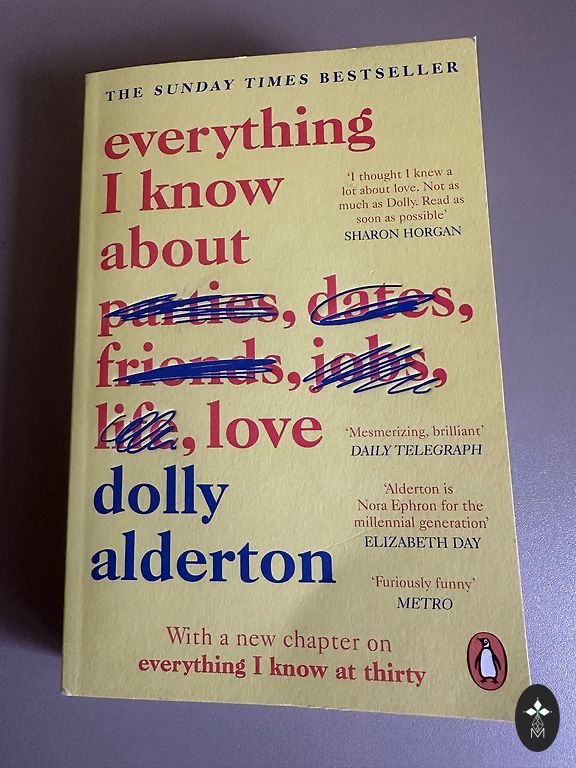 THE SUNDAY TIMES BESTSELLER
everything
I know
about
parties, dates,
friends, jobs,
life, love
dolly
alderton
'I thought I knew a
lot about love. Not as
much as Dolly. Read as
soon as possible'
SHARON HORGAN
'Mesmerizing, brilliant'
DAILY TELEGRAPH
'Alderton is
Nora Ephron for the
millennial generation'
ELIZABETH DAY
'Furiously funny'
METRO
With a new chapter on
everything I know at thirty
M